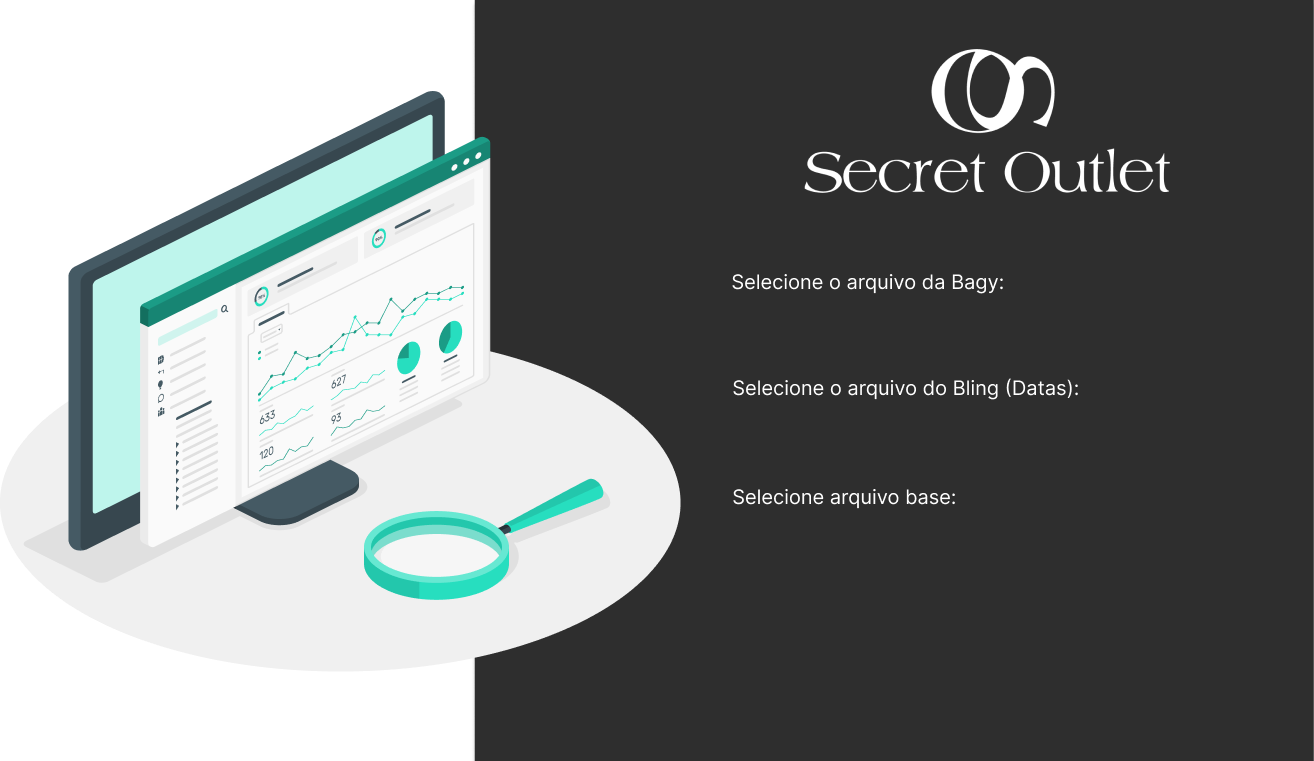 Secret Outlet
Selecione o arquivo da Bagy:
Selecione o arquivo do Bling (Datas):
Selecione arquivo base:
627
633
93
120